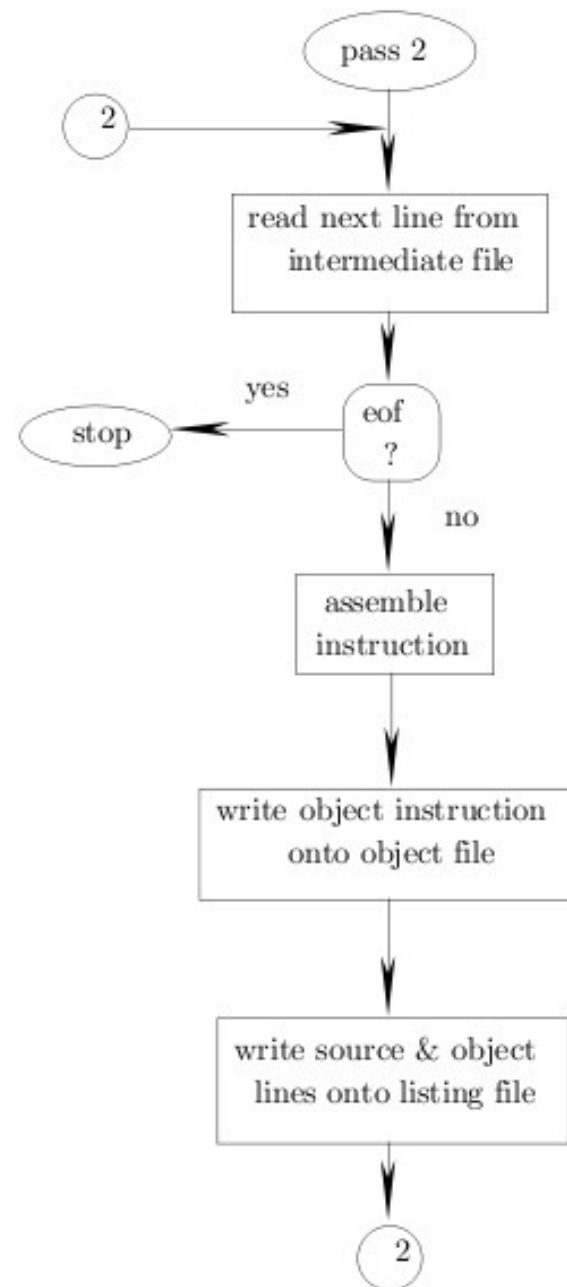 pass 2
2
read next line from
intermediate file
yes
eof
stop
?
no
assemble
instruction
write object instruction
onto object file
write source & object
lines onto listing file
2